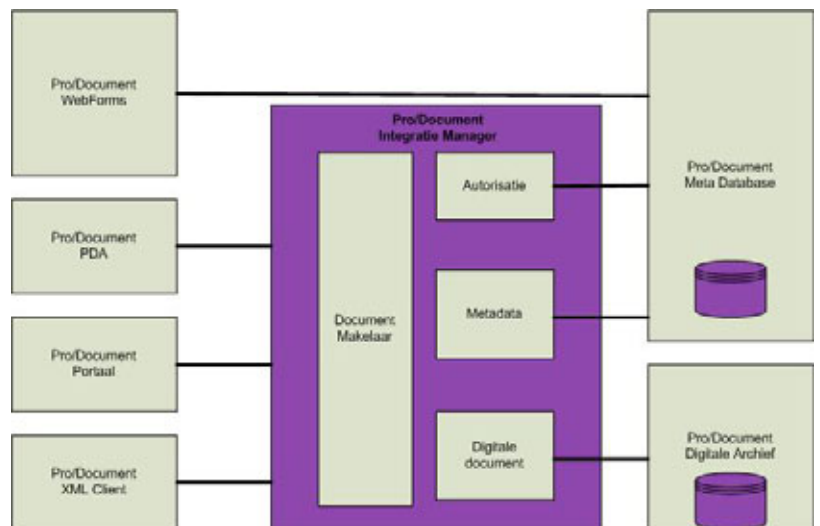 Pro/Document
WebForms
Pro/Document
PDA
Pro/Document
Portaal
Pro/Document
XML Client
Pro/Document
Integratie Manager
Document
Makelaar
Autorisatie
Metadata
Digitale
document
Pro/Document
Meta Database
Pro/Document
Digitale Archief